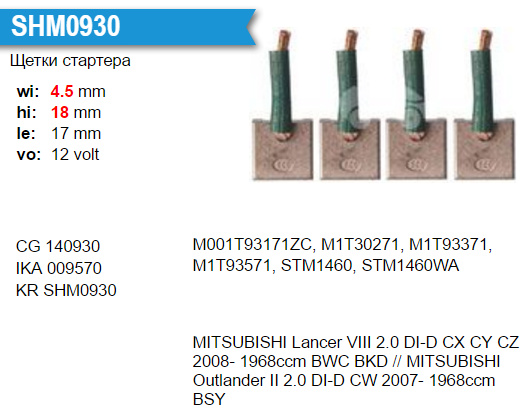 SHM0930
Щетки стартера
wi: 4.5 mm
hi: 18 mm
le: 17 mm
vo: 12 volt
CG 140930
IKA 009570
KR SHM0930
M001T93171ZC, M1T30271, M1T93371,
M1T93571, STM1460, STM1460WA
MITSUBISHI Lancer VIII 2.0 DI-D CX CY CZ
2008- 1968ccm BWC BKD // MITSUBISHI
Outlander II 2.0 DI-D CW 2007- 1968ccm
BSY